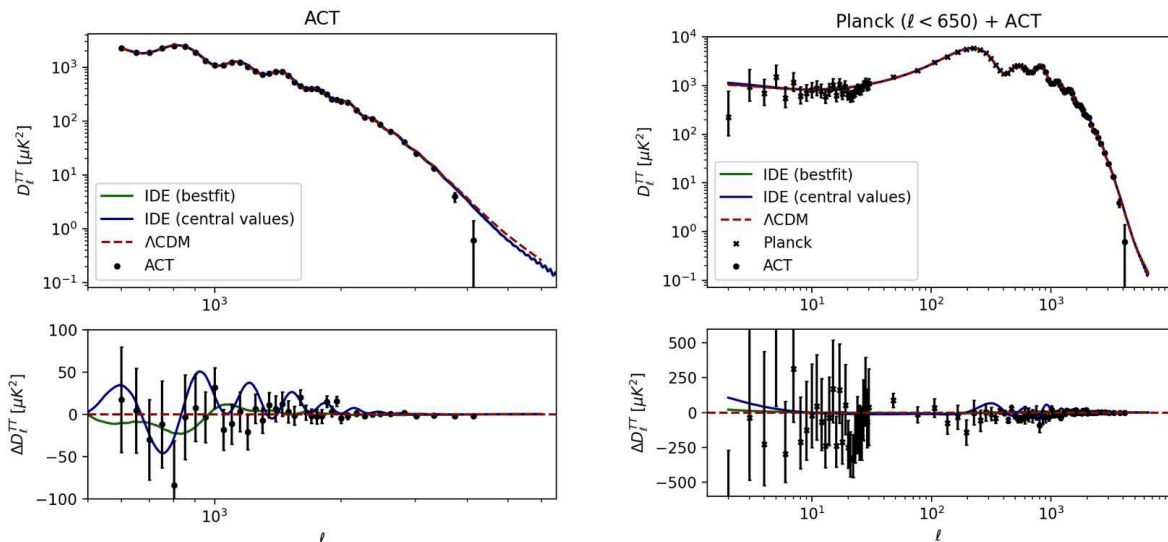 ACT
10³
10²
10¹
10⁰
10⁻¹
D_ℓ^{TT} [μK²]
IDE (bestfit)
IDE (central values)
ΛCDM
ACT
10³
100
50
0
−50
−100
ΔD_ℓ^{TT} [μK²]
10³
ℓ
Planck (ℓ < 650) + ACT
10⁴
10³
10²
10¹
10⁰
10⁻¹
D_ℓ^{TT} [μK²]
IDE (bestfit)
IDE (central values)
ΛCDM
Planck
ACT
10¹ 10² 10³
500
250
0
−250
−500
ΔD_ℓ^{TT} [μK²]
10¹ 10² 10³
ℓ